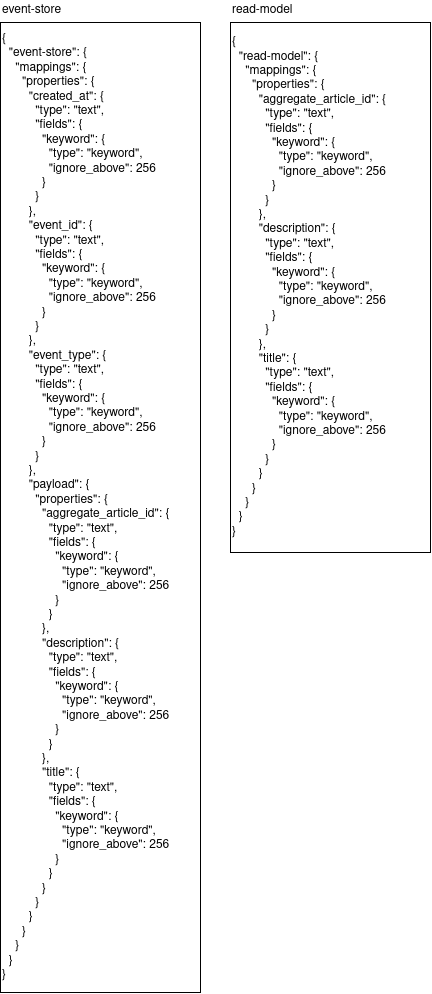 event-store
{
  "event-store": {
    "mappings": {
      "properties": {
        "created_at": {
          "type": "text",
          "fields": {
            "keyword": {
              "type": "keyword",
              "ignore_above": 256
            }
          }
        },
        "event_id": {
          "type": "text",
          "fields": {
            "keyword": {
              "type": "keyword",
              "ignore_above": 256
            }
          }
        },
        "event_type": {
          "type": "text",
          "fields": {
            "keyword": {
              "type": "keyword",
              "ignore_above": 256
            }
          }
        },
        "payload": {
          "properties": {
            "aggregate_article_id": {
              "type": "text",
              "fields": {
                "keyword": {
                  "type": "keyword",
                  "ignore_above": 256
                }
              }
            },
            "description": {
              "type": "text",
              "fields": {
                "keyword": {
                  "type": "keyword",
                  "ignore_above": 256
                }
              }
            },
            "title": {
              "type": "text",
              "fields": {
                "keyword": {
                  "type": "keyword",
                  "ignore_above": 256
                }
              }
            }
          }
        }
      }
    }
  }
}
read-model
{
  "read-model": {
    "mappings": {
      "properties": {
        "aggregate_article_id": {
          "type": "text",
          "fields": {
            "keyword": {
              "type": "keyword",
              "ignore_above": 256
            }
          }
        },
        "description": {
          "type": "text",
          "fields": {
            "keyword": {
              "type": "keyword",
              "ignore_above": 256
            }
          }
        },
        "title": {
          "type": "text",
          "fields": {
            "keyword": {
              "type": "keyword",
              "ignore_above": 256
            }
          }
        }
      }
    }
  }
}